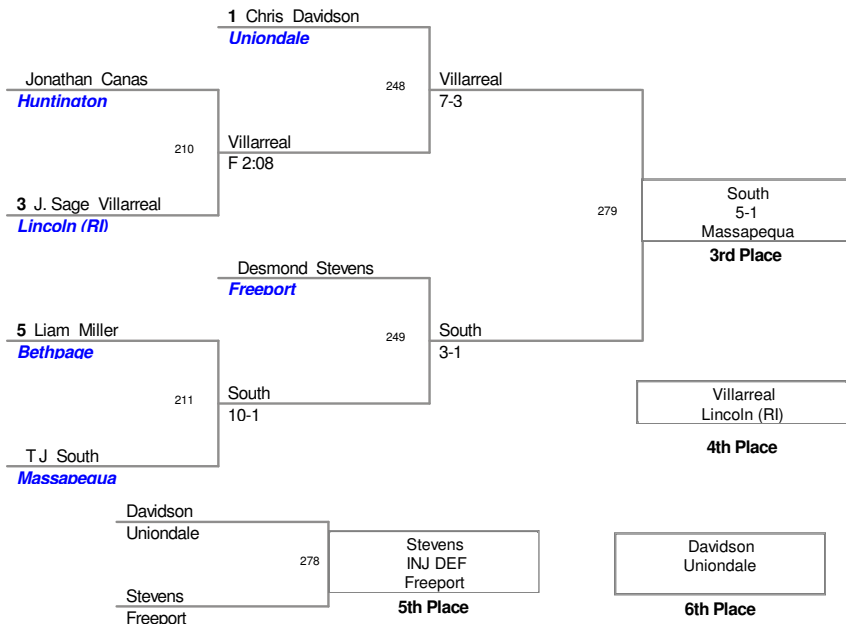 1 Chris Davidson
Uniondale
Jonathan Canas
Huntington
248
Villarreal
7-3
210
Villarreal
F 2:08
3 J. Sage Villarreal
Lincoln (RI)
279
South
5-1
Massapequa
3rd Place
Desmond Stevens
Freeport
5 Liam Miller
Bethpage
249
South
3-1
211
South
10-1
Villarreal
Lincoln (RI)
4th Place
TJ South
Massapequa
Davidson
Uniondale
278
Stevens
INJ DEF
Freeport
5th Place
Davidson
Uniondale
6th Place
Stevens
Freeport